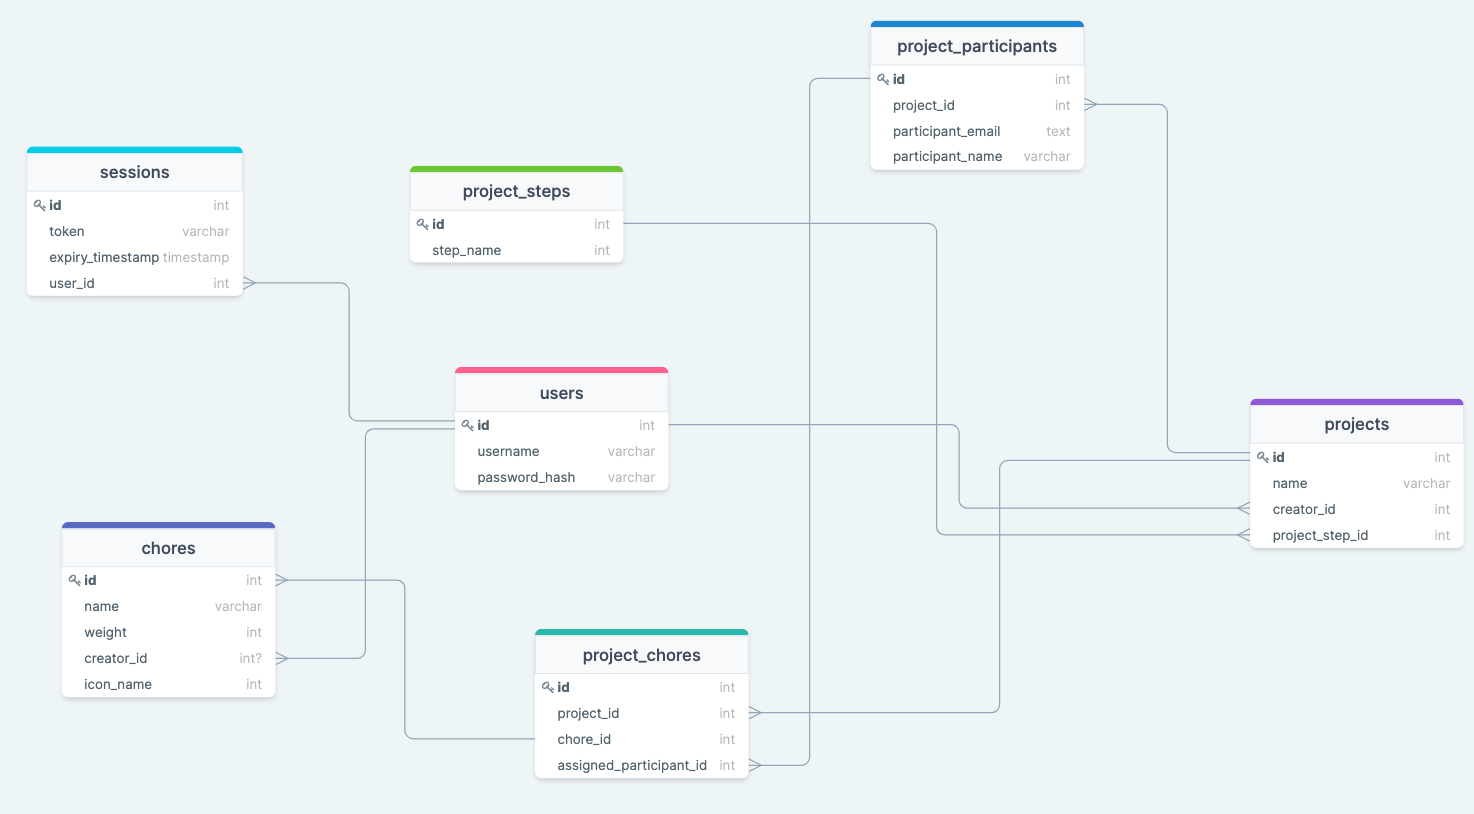 project_participants
id int
project_id int
participant_email text
participant_name varchar
sessions
id int
token varchar
expiry_timestamp timestamp
user_id int
project_steps
id int
step_name int
users
id int
username varchar
password_hash varchar
projects
id int
name varchar
creator_id int
project_step_id int
chores
id int
name varchar
weight int
creator_id int?
icon_name int
project_chores
id int
project_id int
chore_id int
assigned_participant_id int